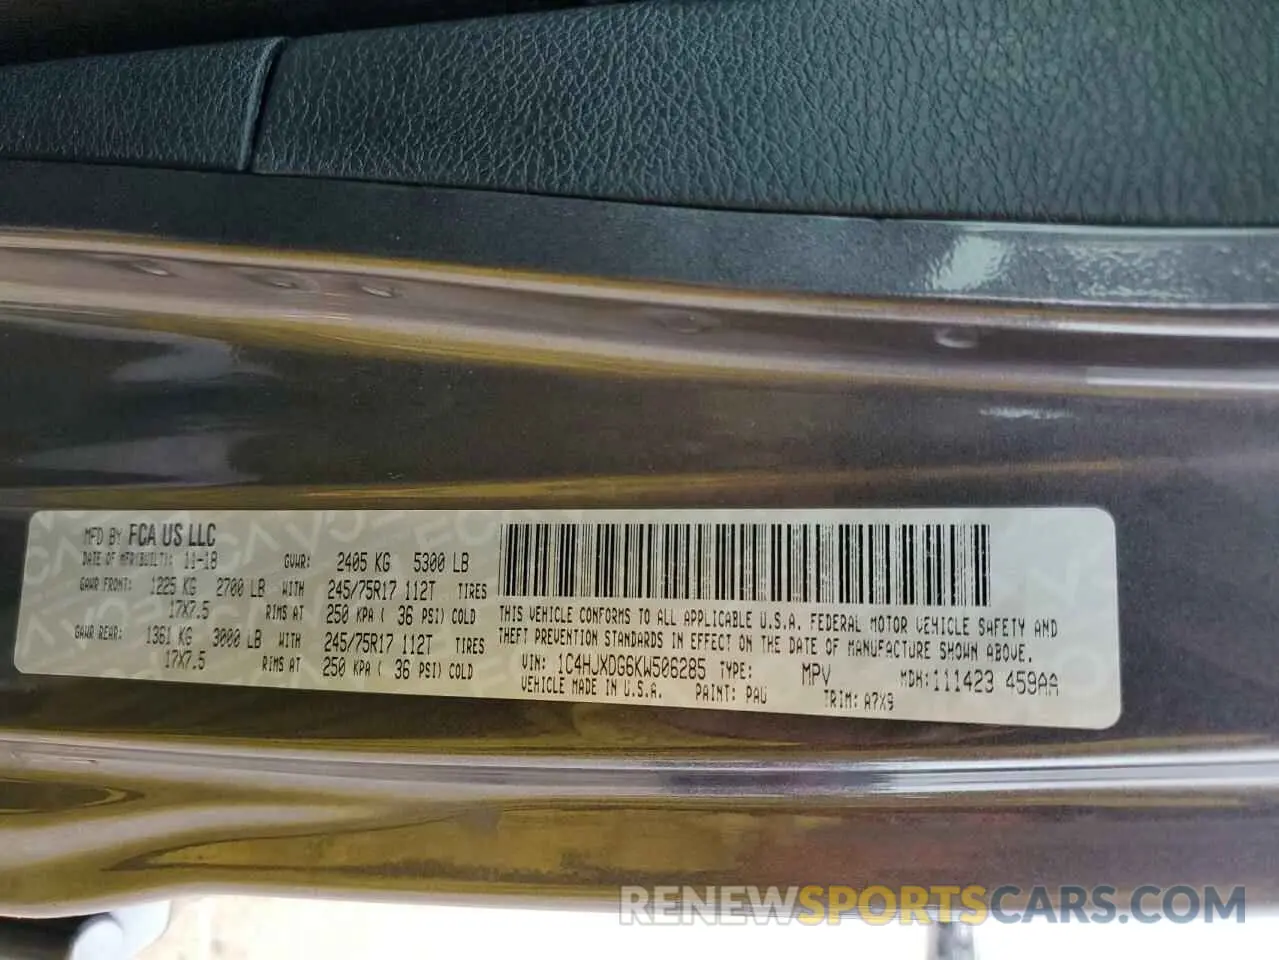 MFD BY FCA US LLC
DATE OF MFR(BUILT): 11-18 GVWR: 2405 KG 5300 LB
GAWR FRONT: 1225 KG 2700 LB WITH 245/75R17 112T TIRES
17X7.5 RIMS AT 250 KPA ( 36 PSI) COLD
GAWR REAR: 1361 KG 3000 LB WITH 245/75R17 112T TIRES
17X7.5 RIMS AT 250 KPA ( 36 PSI) COLD
THIS VEHICLE CONFORMS TO ALL APPLICABLE U.S.A. FEDERAL MOTOR VEHICLE SAFETY AND
THEFT PREVENTION STANDARDS IN EFFECT ON THE DATE OF MANUFACTURE SHOWN ABOVE.
VIN: 1C4HJXDG6KW506285 TYPE: MPV MDH:111423 459AA
VEHICLE MADE IN U.S.A. PAINT: PAU TRIM: A7X9
RENEWSPORTSCARS.COM